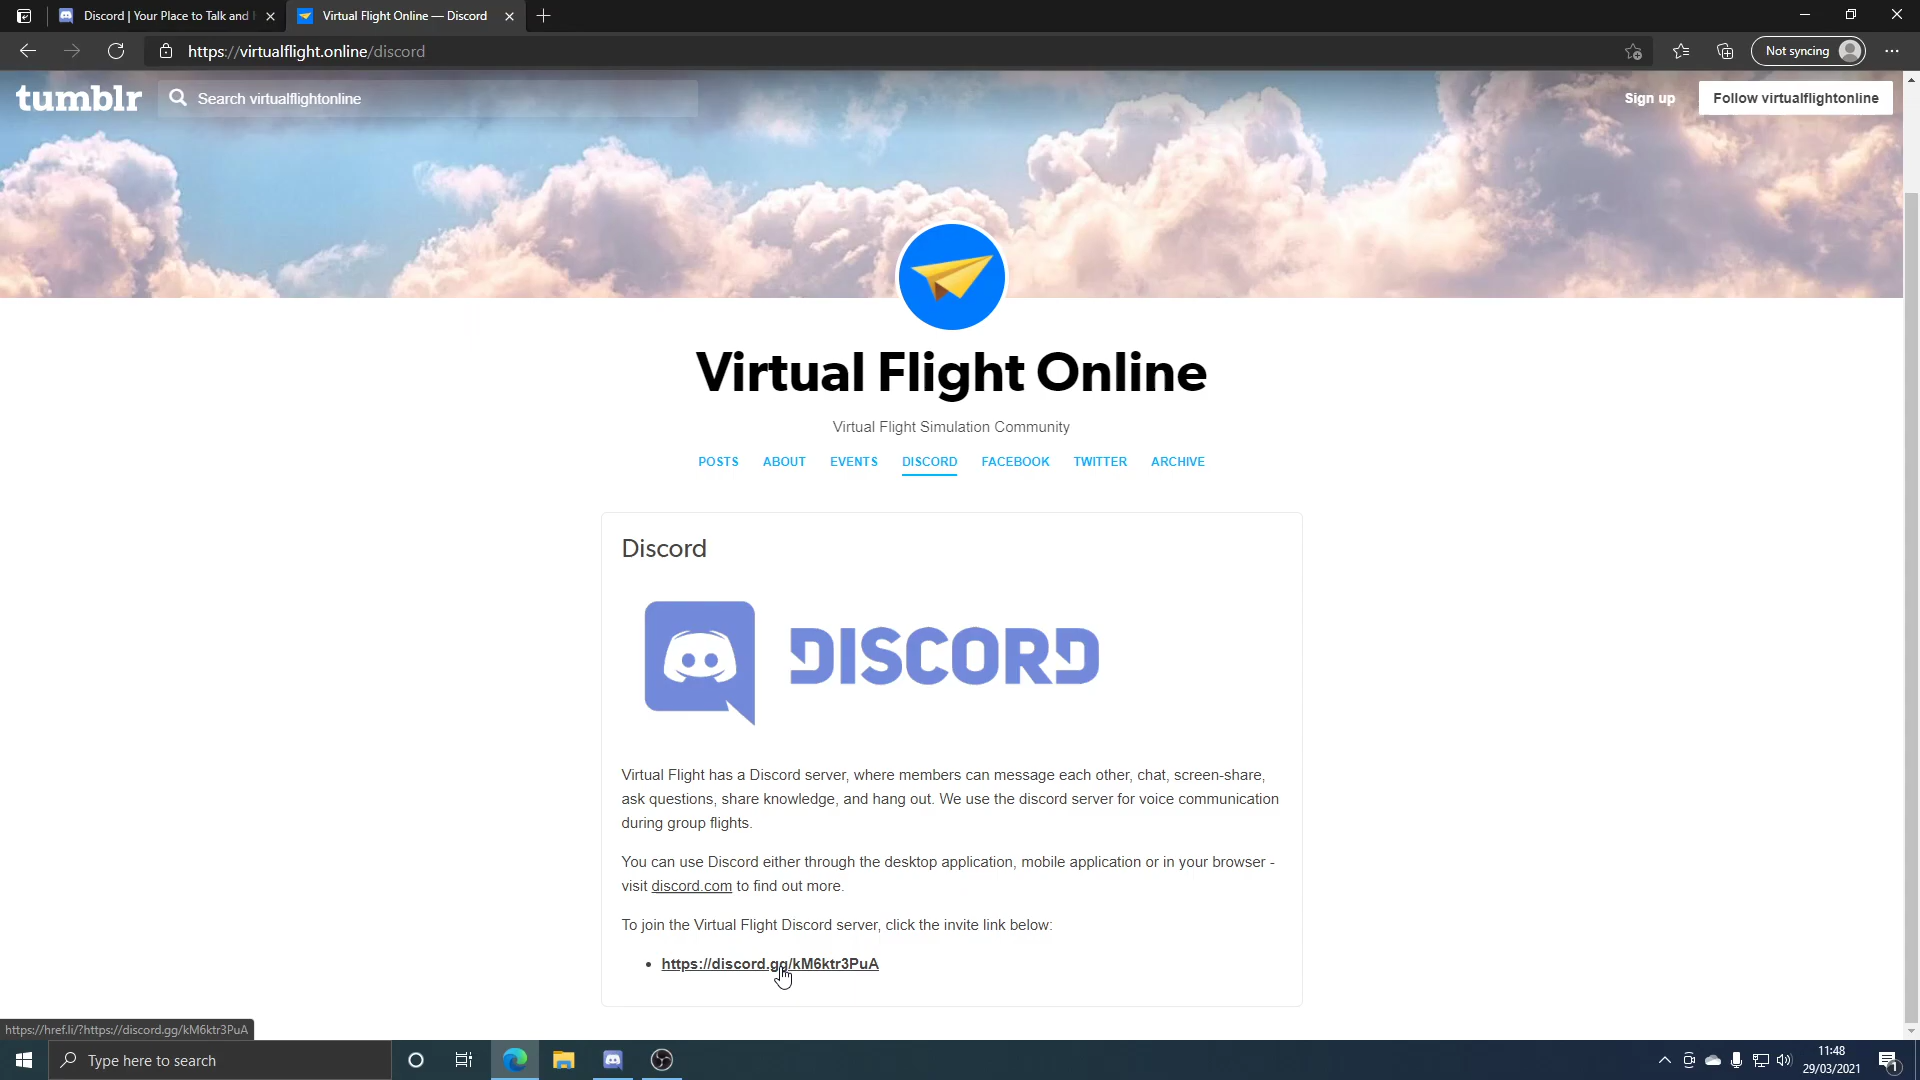 Discord | Your Place to Talk and
Virtual Flight Online — Discord
https://virtualflight.online/discord
Not syncing
tumblr
Search virtualflightonline
Sign up
Follow virtualflightonline
Virtual Flight Online
Virtual Flight Simulation Community
POSTS ABOUT EVENTS DISCORD FACEBOOK TWITTER ARCHIVE
Discord
DISCORD
Virtual Flight has a Discord server, where members can message each other, chat, screen-share,
ask questions, share knowledge, and hang out. We use the discord server for voice communication
during group flights.
You can use Discord either through the desktop application, mobile application or in your browser -
visit discord.com to find out more.
To join the Virtual Flight Discord server, click the invite link below:
• https://discord.gg/kM6ktr3PuA
https://href.li/?https://discord.gg/kM6ktr3PuA
Type here to search
11:48
29/03/2021
1